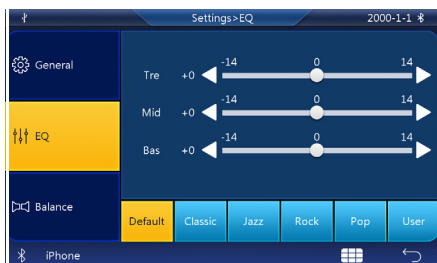 Settings>EQ 2000-1-1
General
-14 0 14
Tre +0
-14 0 14
Mid +0
EQ
-14 0 14
Bas +0
Balance
Default Classic Jazz Rock Pop User
iPhone